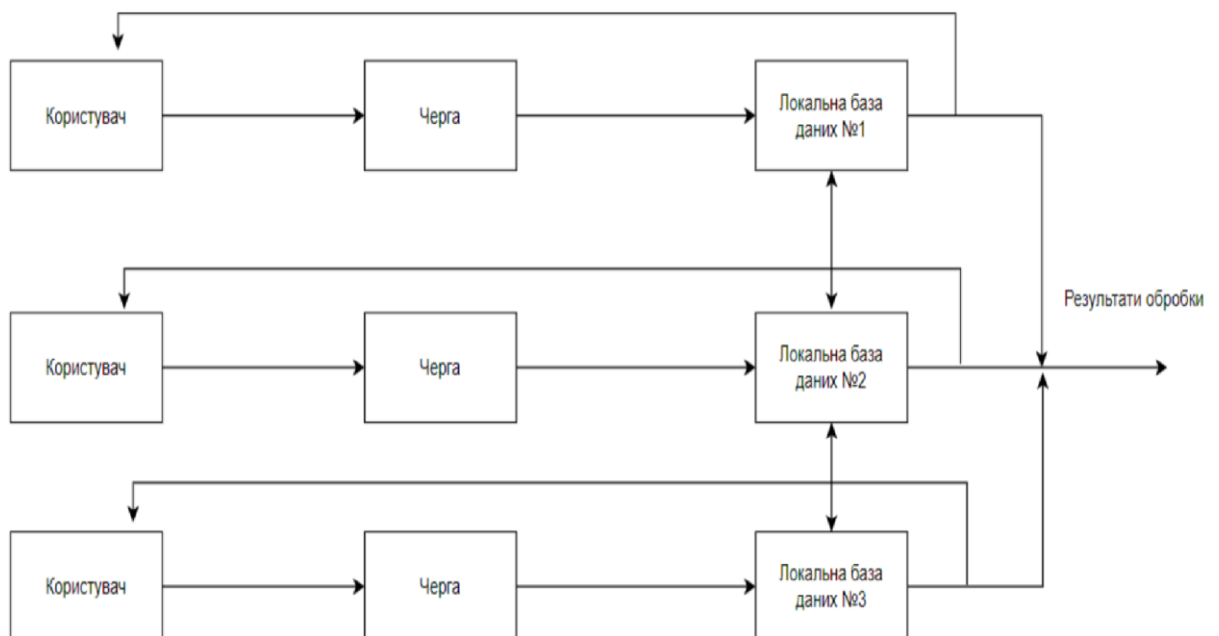 Користувач
Черга
Локальна база
даних №1
Результати обробки
Користувач
Черга
Локальна база
даних №2
Користувач
Черга
Локальна база
даних №3